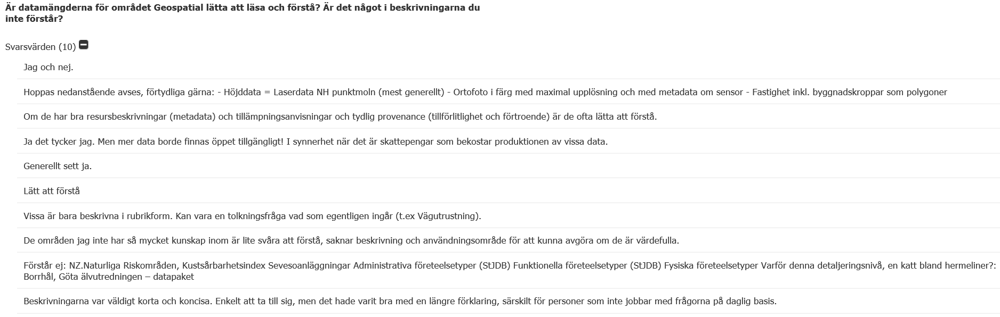 Är datamängderna för området Geospatial lätta att läsa och förstå? Är det något i beskrivningarna du
inte förstår?
Svarsvärden (10)
Jag och nej.
Hoppas nedanstående avses, förtydliga gärna: - Höjddata = Laserdata NH punktmoln (mest generellt) - Ortofoto i färg med maximal upplösning och med metadata om sensor - Fastighet inkl. byggnadskroppar som polygoner
Om de har bra resursbeskrivningar (metadata) och tillämpningsanvisningar och tydlig provenance (tillförlitlighet och förtroende) är de ofta lätta att förstå.
Ja det tycker jag. Men mer data borde finnas öppet tillgängligt! I synnerhet när det är skattepengar som bekostar produktionen av vissa data.
Generellt sett ja.
Lätt att förstå
Vissa är bara beskrivna i rubrikform. Kan vara en tolkningsfråga vad som egentligen ingår (t.ex Vägutrustning).
De områden jag inte har så mycket kunskap inom är lite svåra att förstå, saknar beskrivning och användningsområde för att kunna avgöra om de är värdefulla.
Förstår ej: NZ.Naturliga Riskområden, Kustsårbarhetsindex Sevesoanläggningar Administrativa företeelsetyper (StJDB) Funktionella företeelsetyper (StJDB) Fysiska företeelsetyper Varför denna detaljeringsnivå, en katt bland hermeliner?:
Borrhål, Göta älvutredningen – datapaket
Beskrivningarna var väldigt korta och koncisa. Enkelt att ta till sig, men det hade varit bra med en längre förklaring, särskilt för personer som inte jobbar med frågorna på daglig basis.